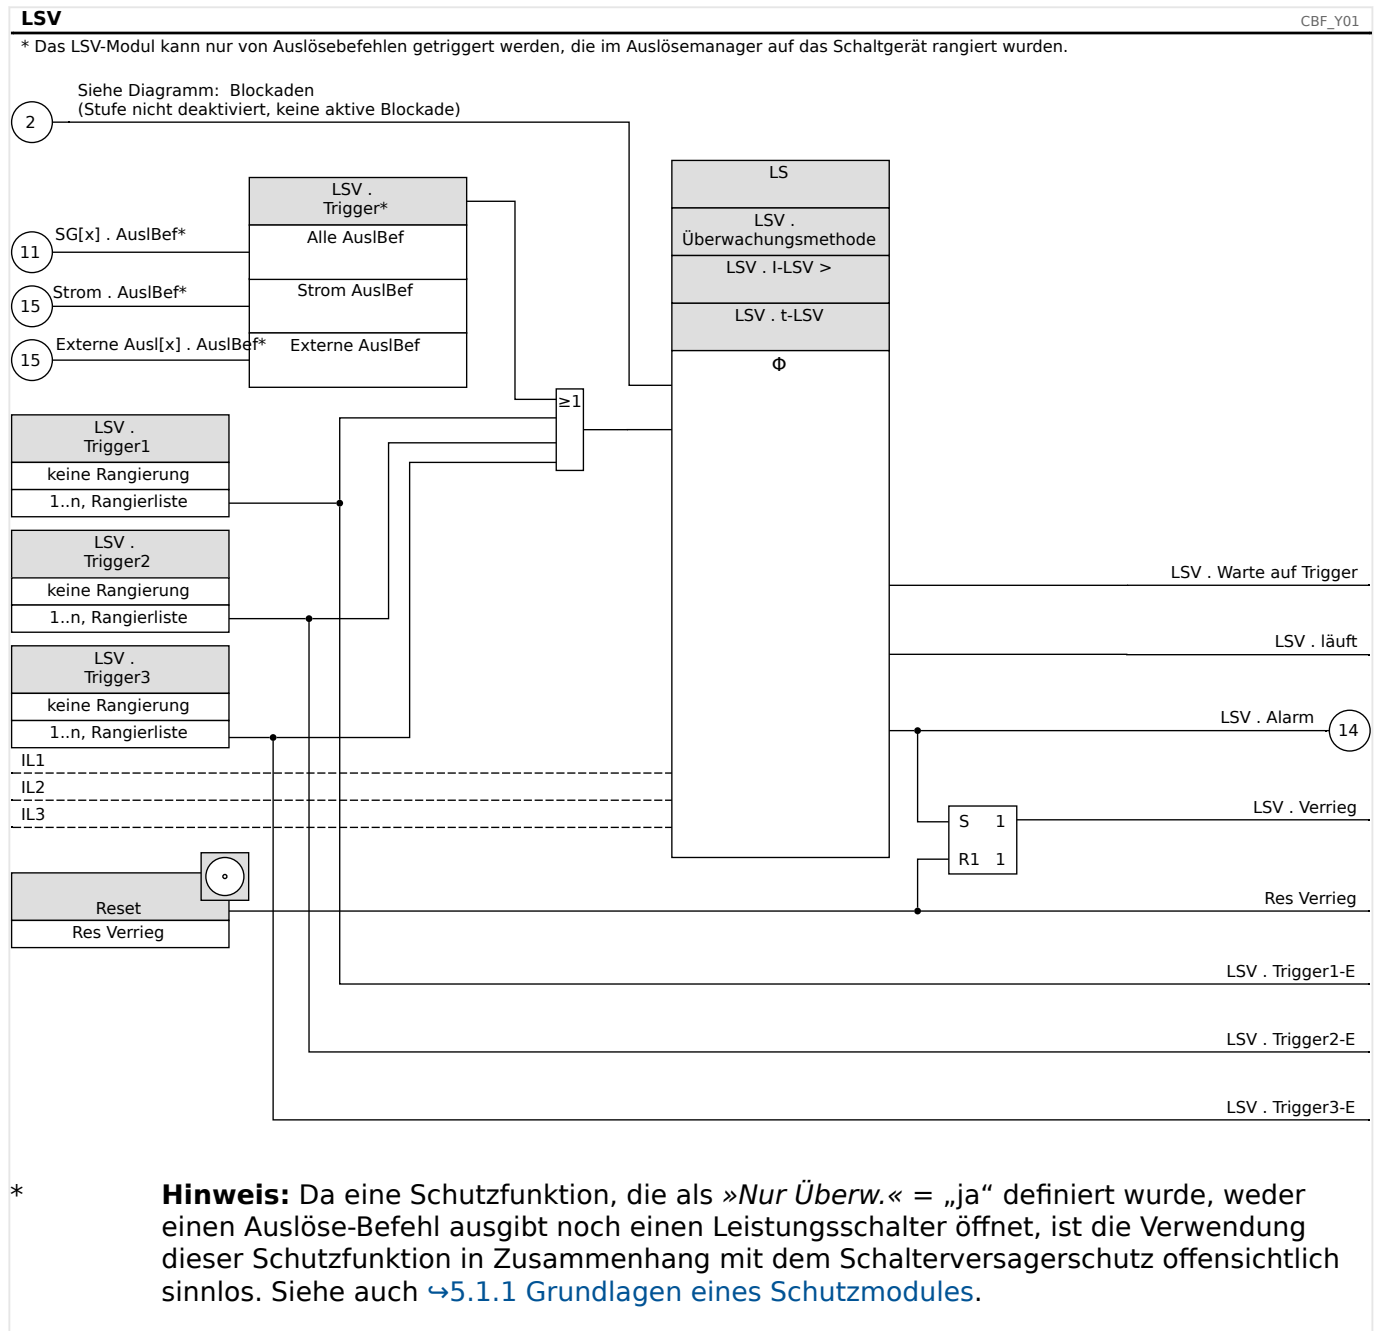 LSV
CBF_Y01
* Das LSV-Modul kann nur von Auslösebefehlen getriggert werden, die im Auslösemanager auf das Schaltgerät rangiert wurden.
Siehe Diagramm: Blockaden
(Stufe nicht deaktiviert, keine aktive Blockade)
2
LS
LSV .
Überwachungsmethode
LSV . I-LSV >
LSV . t-LSV
Φ
LSV .
Trigger*
SG[x] . AuslBef*
11
Alle AuslBef
Strom . AuslBef*
15
Strom AuslBef
Externe Ausl[x] . AuslBef*
15
Externe AuslBef
≥1
LSV .
Trigger1
keine Rangierung
1..n, Rangierliste
LSV .
Trigger2
keine Rangierung
1..n, Rangierliste
LSV .
Trigger3
keine Rangierung
1..n, Rangierliste
LSV . Warte auf Trigger
LSV . läuft
LSV . Alarm
14
IL1
IL2
IL3
S 1
R1 1
LSV . Verrieg
Reset
Res Verrieg
Res Verrieg
LSV . Trigger1-E
LSV . Trigger2-E
LSV . Trigger3-E
* Hinweis: Da eine Schutzfunktion, die als »Nur Überw.« = „ja“ definiert wurde, weder
einen Auslöse-Befehl ausgibt noch einen Leistungsschalter öffnet, ist die Verwendung
dieser Schutzfunktion in Zusammenhang mit dem Schalterversagerschutz offensichtlich
sinnlos. Siehe auch ↪5.1.1 Grundlagen eines Schutzmodules.